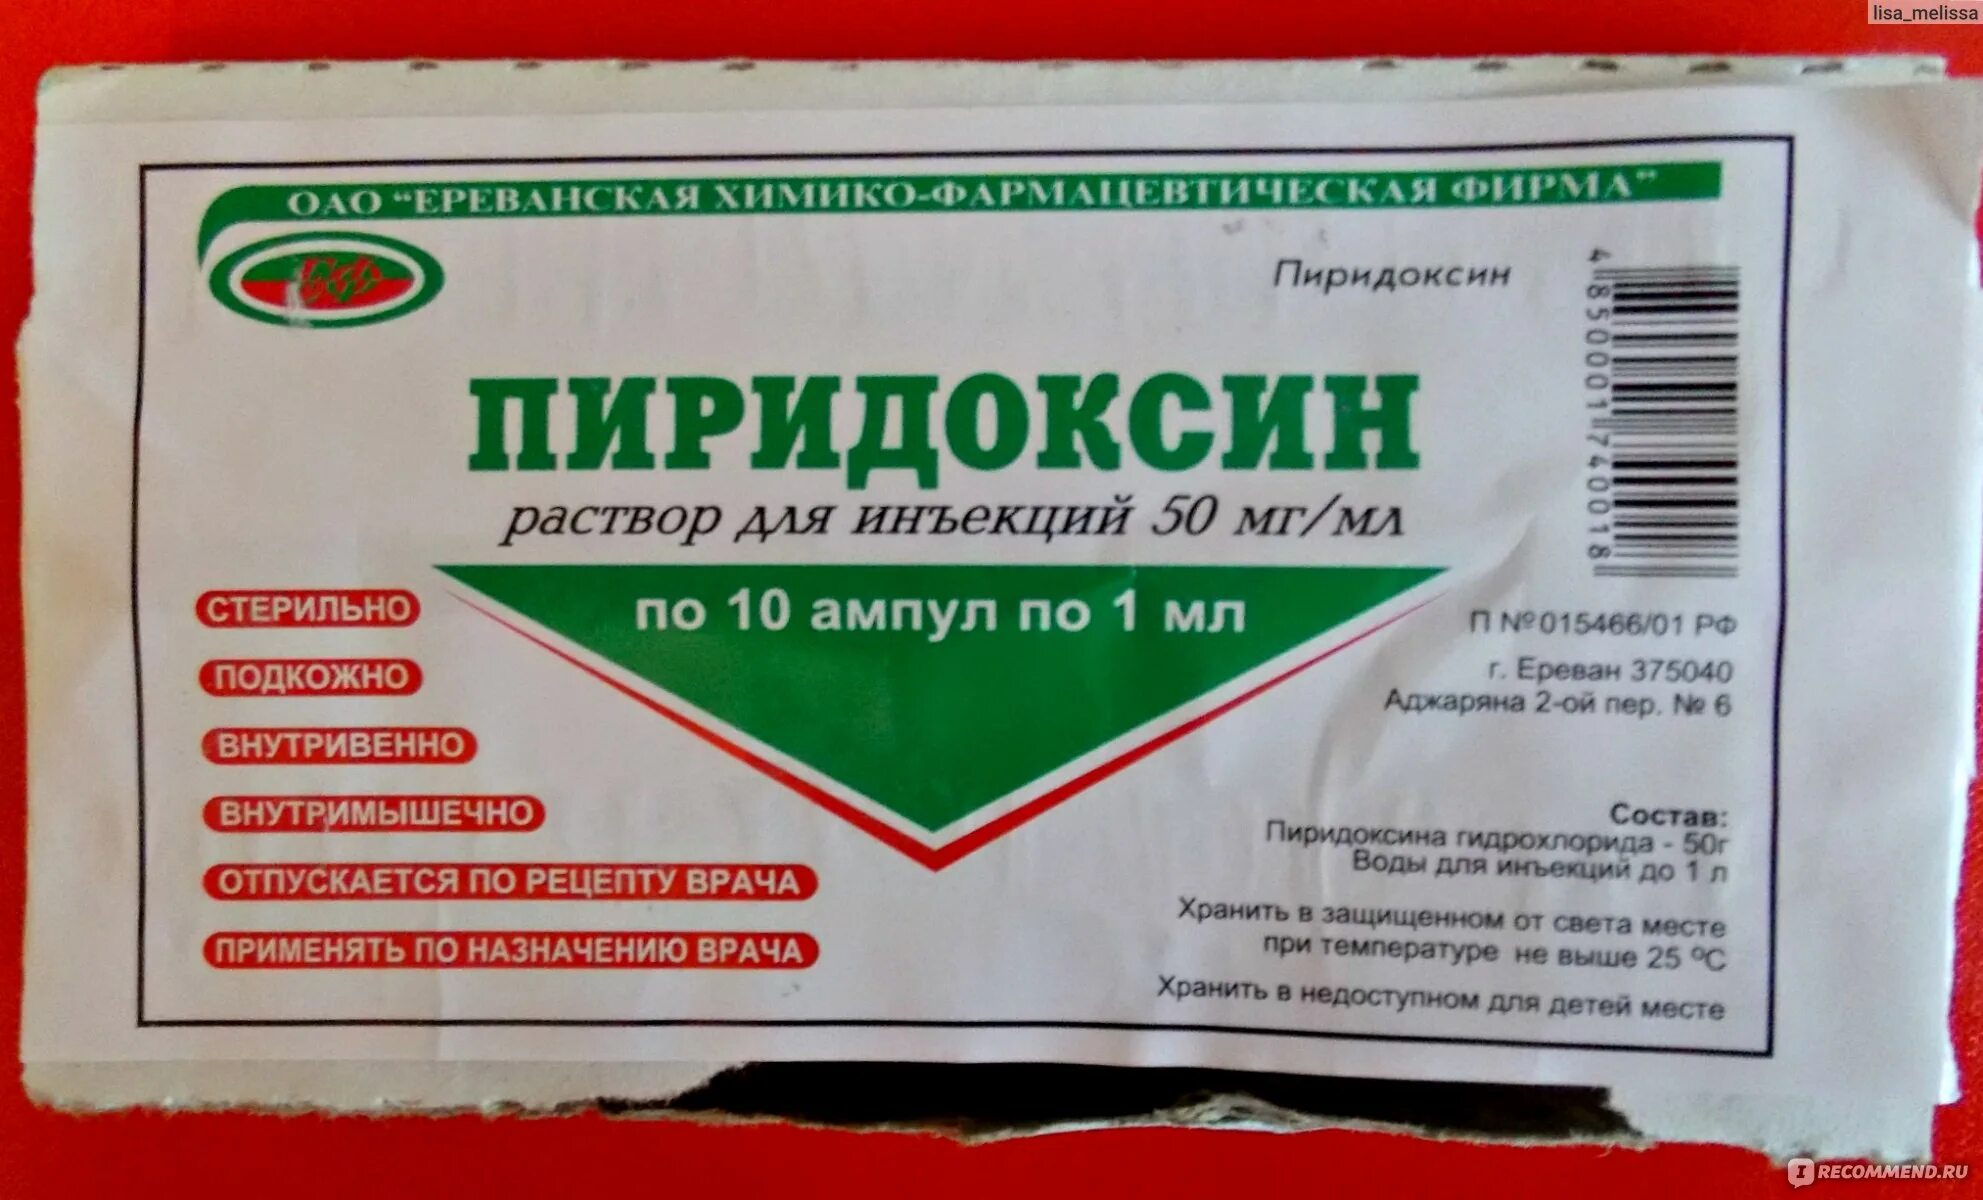 lisa_melissa
ОАО "ЕРЕВАНСКАЯ ХИМИКО-ФАРМАЦЕВТИЧЕСКАЯ ФИРМА"
Пиридоксин
4850001740018
ПИРИДОКСИН
раствор для инъекций 50 мг/мл
по 10 ампул по 1 мл
СТЕРИЛЬНО
ПОДКОЖНО
ВНУТРИВЕННО
ВНУТРИМЫШЕЧНО
ОТПУСКАЕТСЯ ПО РЕЦЕПТУ ВРАЧА
ПРИМЕНЯТЬ ПО НАЗНАЧЕНИЮ ВРАЧА
П №015466/01 РФ
г. Ереван 375040
Аджаряна 2-ой пер. № 6
Состав:
Пиридоксина гидрохлорида - 50г
Воды для инъекций до 1 л
Хранить в защищенном от света месте
при температуре не выше 25 ºС
Хранить в недоступном для детей месте
IRECOMMEND.RU